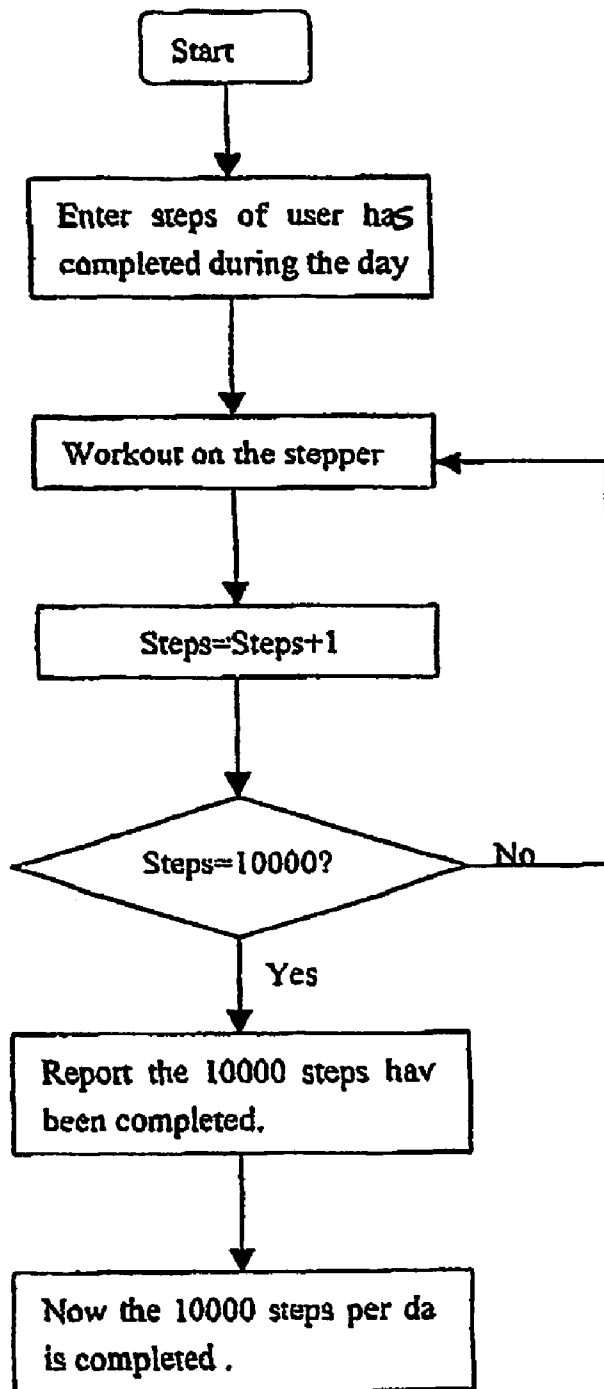 Start
Enter steps of user has
completed during the day
Workout on the stepper
Steps=Steps+1
Steps=10000?
No
Yes
Report the 10000 steps hav
been completed.
Now the 10000 steps per da
is completed .